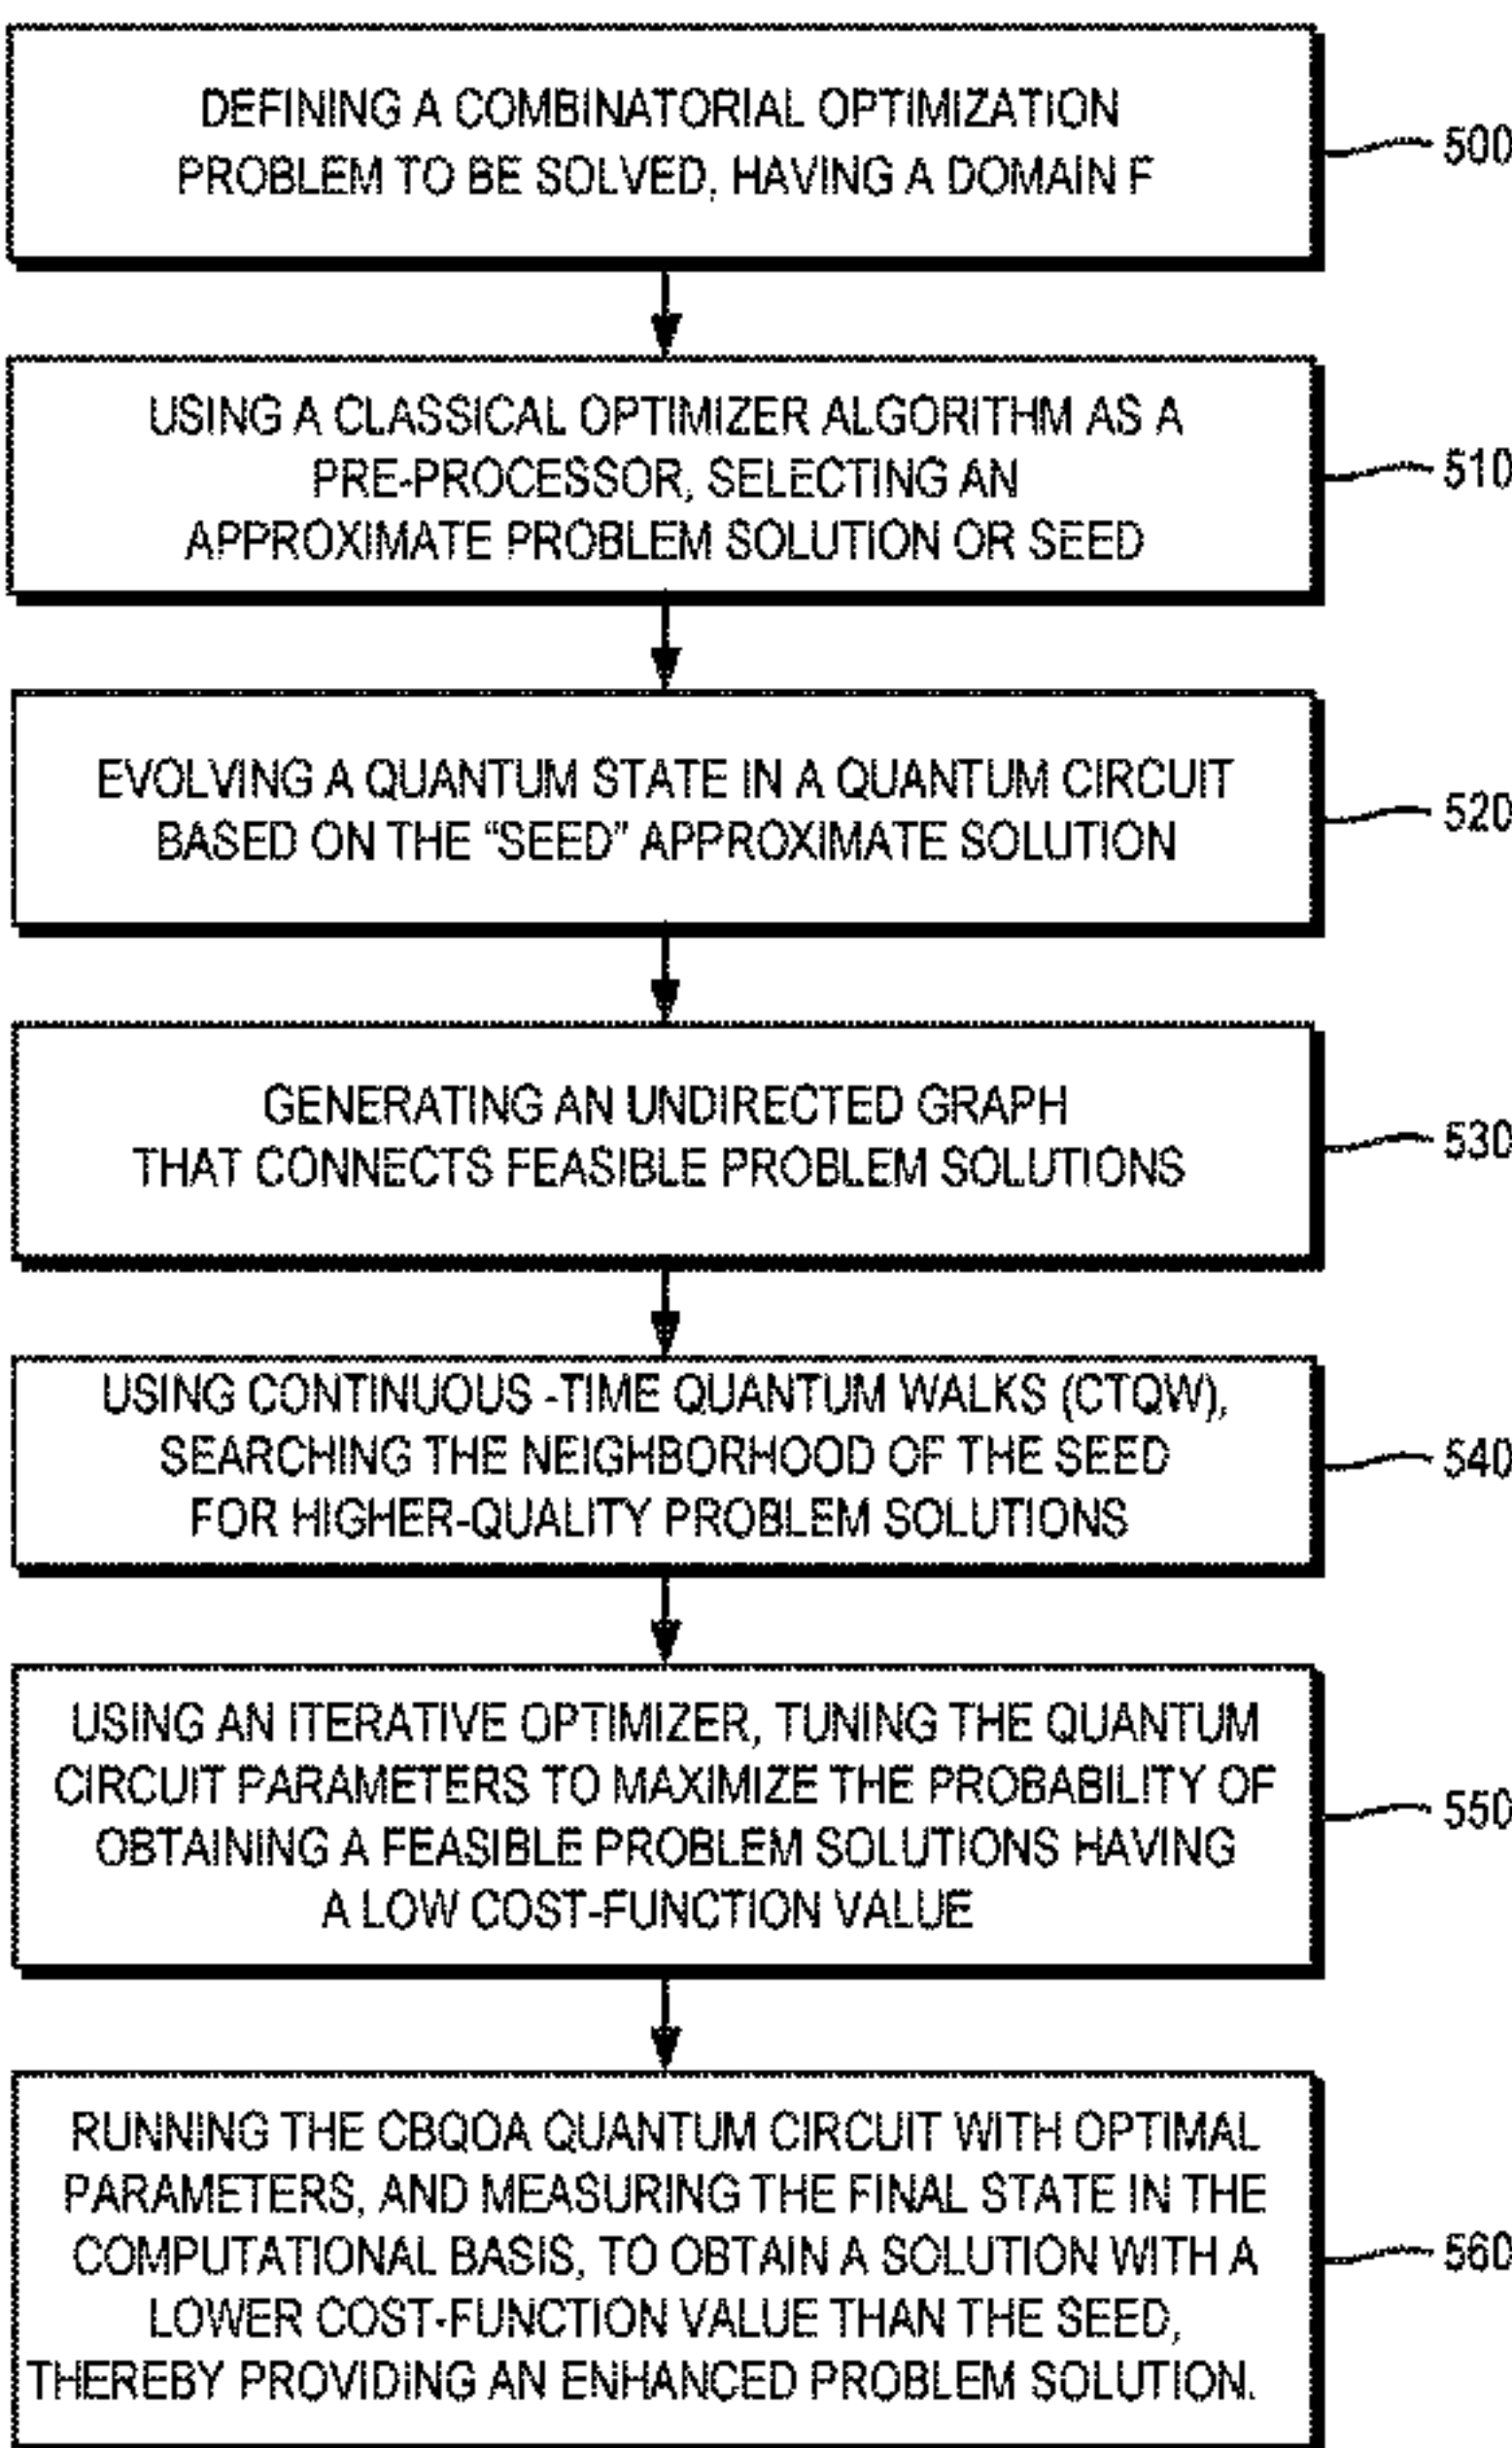 DEFINING A COMBINATORIAL OPTIMIZATION
PROBLEM TO BE SOLVED, HAVING A DOMAIN F
500
USING A CLASSICAL OPTIMIZER ALGORITHM AS A
PRE-PROCESSOR, SELECTING AN
APPROXIMATE PROBLEM SOLUTION OR SEED
510
EVOLVING A QUANTUM STATE IN A QUANTUM CIRCUIT
BASED ON THE “SEED” APPROXIMATE SOLUTION
520
GENERATING AN UNDIRECTED GRAPH
THAT CONNECTS FEASIBLE PROBLEM SOLUTIONS
530
USING CONTINUOUS -TIME QUANTUM WALKS (CTQW),
SEARCHING THE NEIGHBORHOOD OF THE SEED
FOR HIGHER-QUALITY PROBLEM SOLUTIONS
540
USING AN ITERATIVE OPTIMIZER, TUNING THE QUANTUM
CIRCUIT PARAMETERS TO MAXIMIZE THE PROBABILITY OF
OBTAINING A FEASIBLE PROBLEM SOLUTIONS HAVING
A LOW COST-FUNCTION VALUE
550
RUNNING THE CBQOA QUANTUM CIRCUIT WITH OPTIMAL
PARAMETERS, AND MEASURING THE FINAL STATE IN THE
COMPUTATIONAL BASIS, TO OBTAIN A SOLUTION WITH A
LOWER COST-FUNCTION VALUE THAN THE SEED,
THEREBY PROVIDING AN ENHANCED PROBLEM SOLUTION.
560